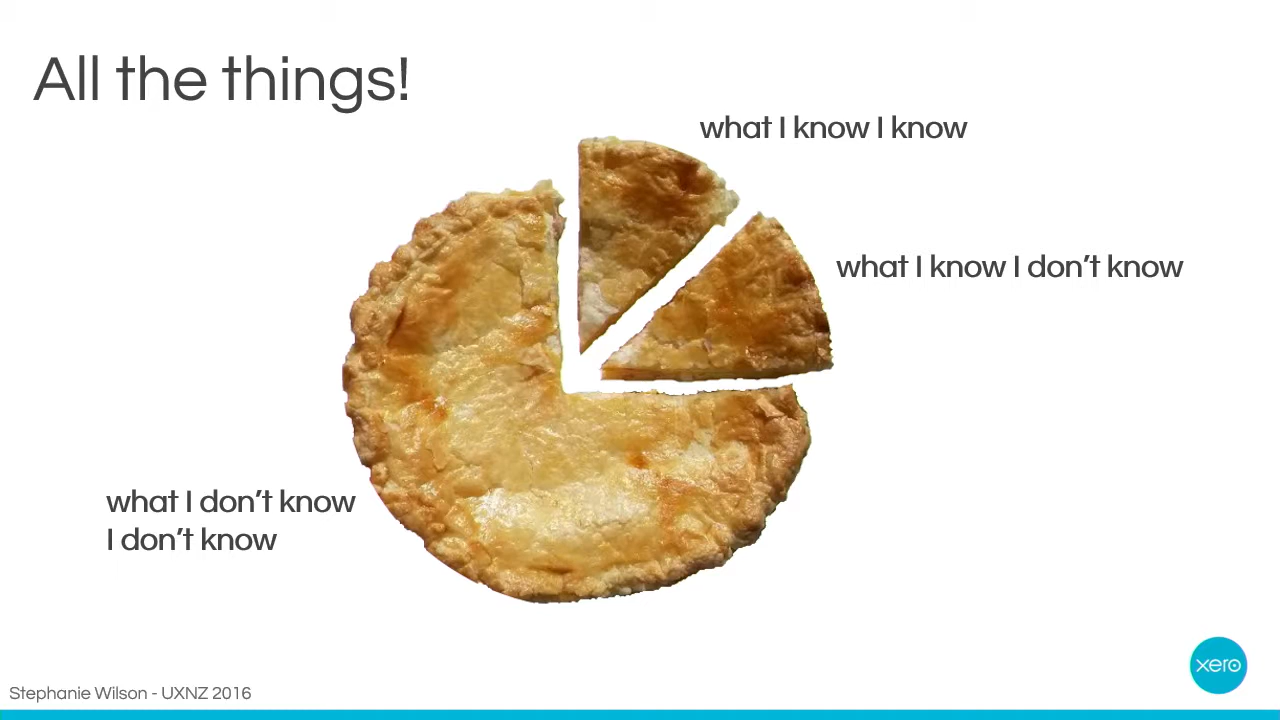 All the things!
what I know I know
what I know I don't know
what I don't know
I don't know
xero
Stephanie Wilson - UXNZ 2016